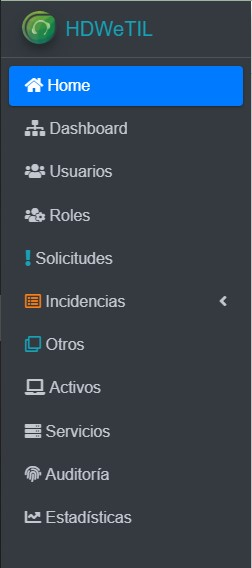 HDWeTIL
Home
Dashboard
Usuarios
Roles
Solicitudes
Incidencias
Otros
Activos
Servicios
Auditoría
Estadísticas